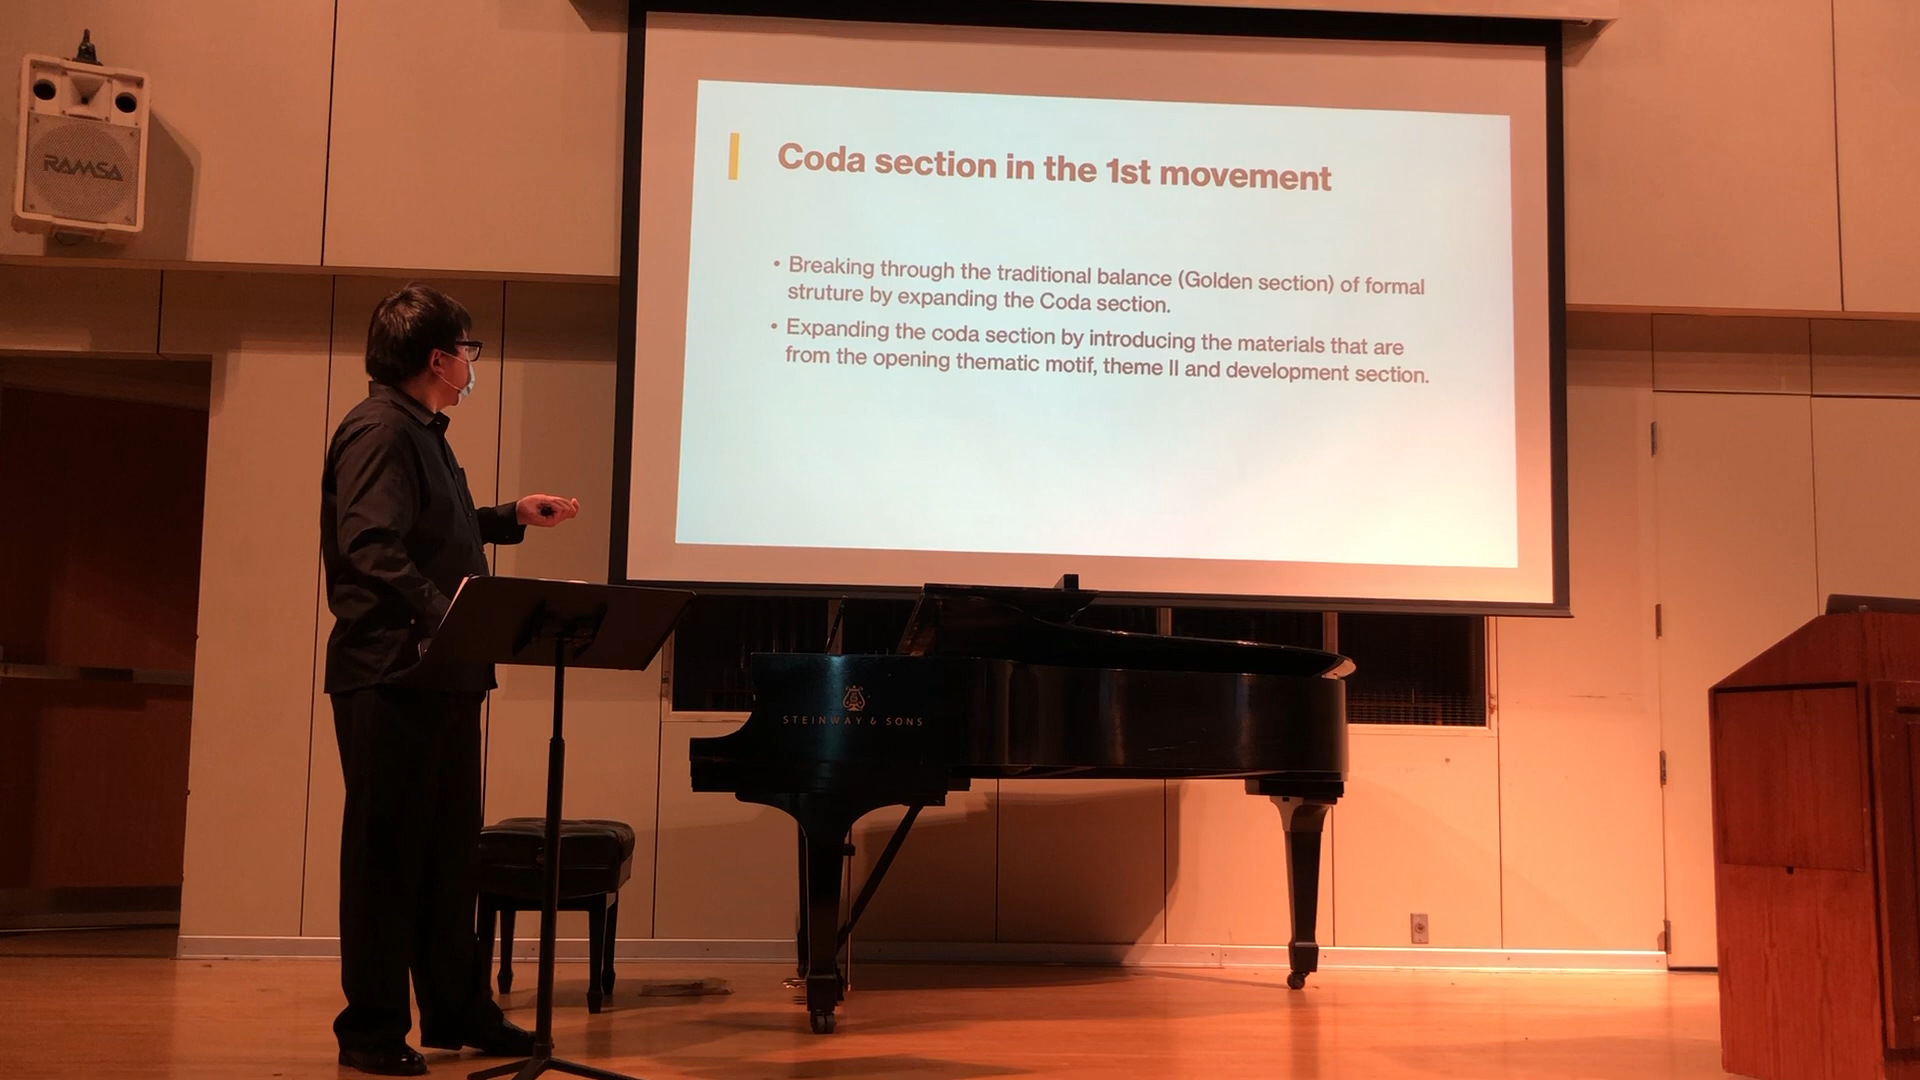 RAMSA
Coda section in the 1st movement
• Breaking through the traditional balance (Golden section) of formal
struture by expanding the Coda section.
• Expanding the coda section by introducing the materials that are
from the opening thematic motif, theme II and development section.
STEINWAY & SONS